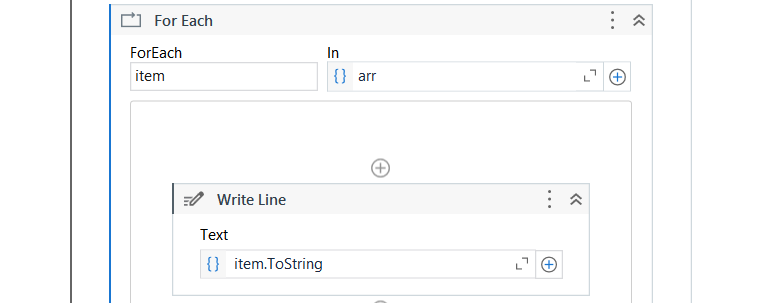 For Each
ForEach In
item {} arr
Write Line
Text
{} item.ToString